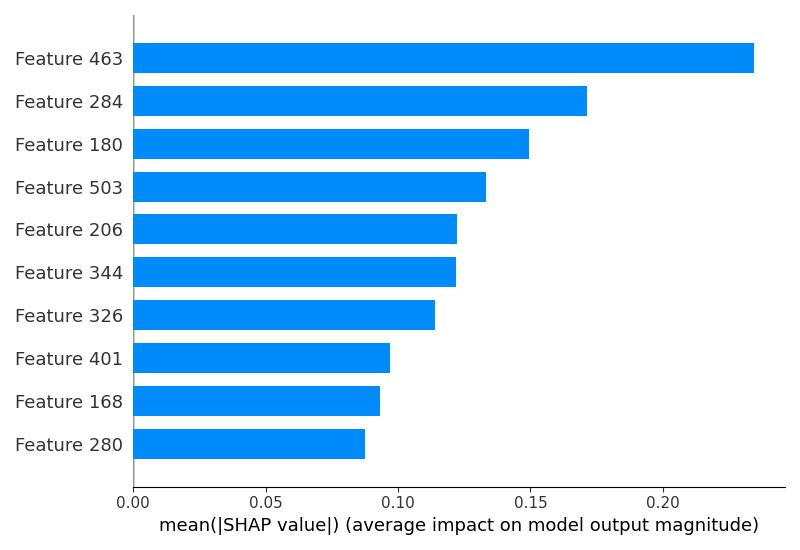 Feature 463
Feature 284
Feature 180
Feature 503
Feature 206
Feature 344
Feature 326
Feature 401
Feature 168
Feature 280
0.00 0.05 0.10 0.15 0.20
mean(|SHAP value|) (average impact on model output magnitude)